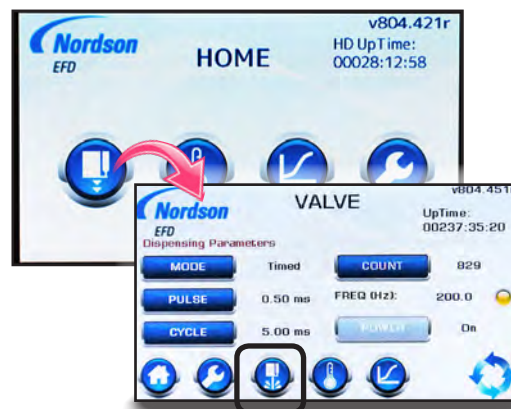 v804.421r
Nordson
EFD
HOME
HD UpTime:
00028:12:58
v804.451r
Nordson
EFD
VALVE
UpTime:
00237:35:20
Dispensing Parameters
MODE
Timed
COUNT
829
PULSE
0.50 ms
FREQ (Hz):
200.0
CYCLE
5.00 ms
POWER
On